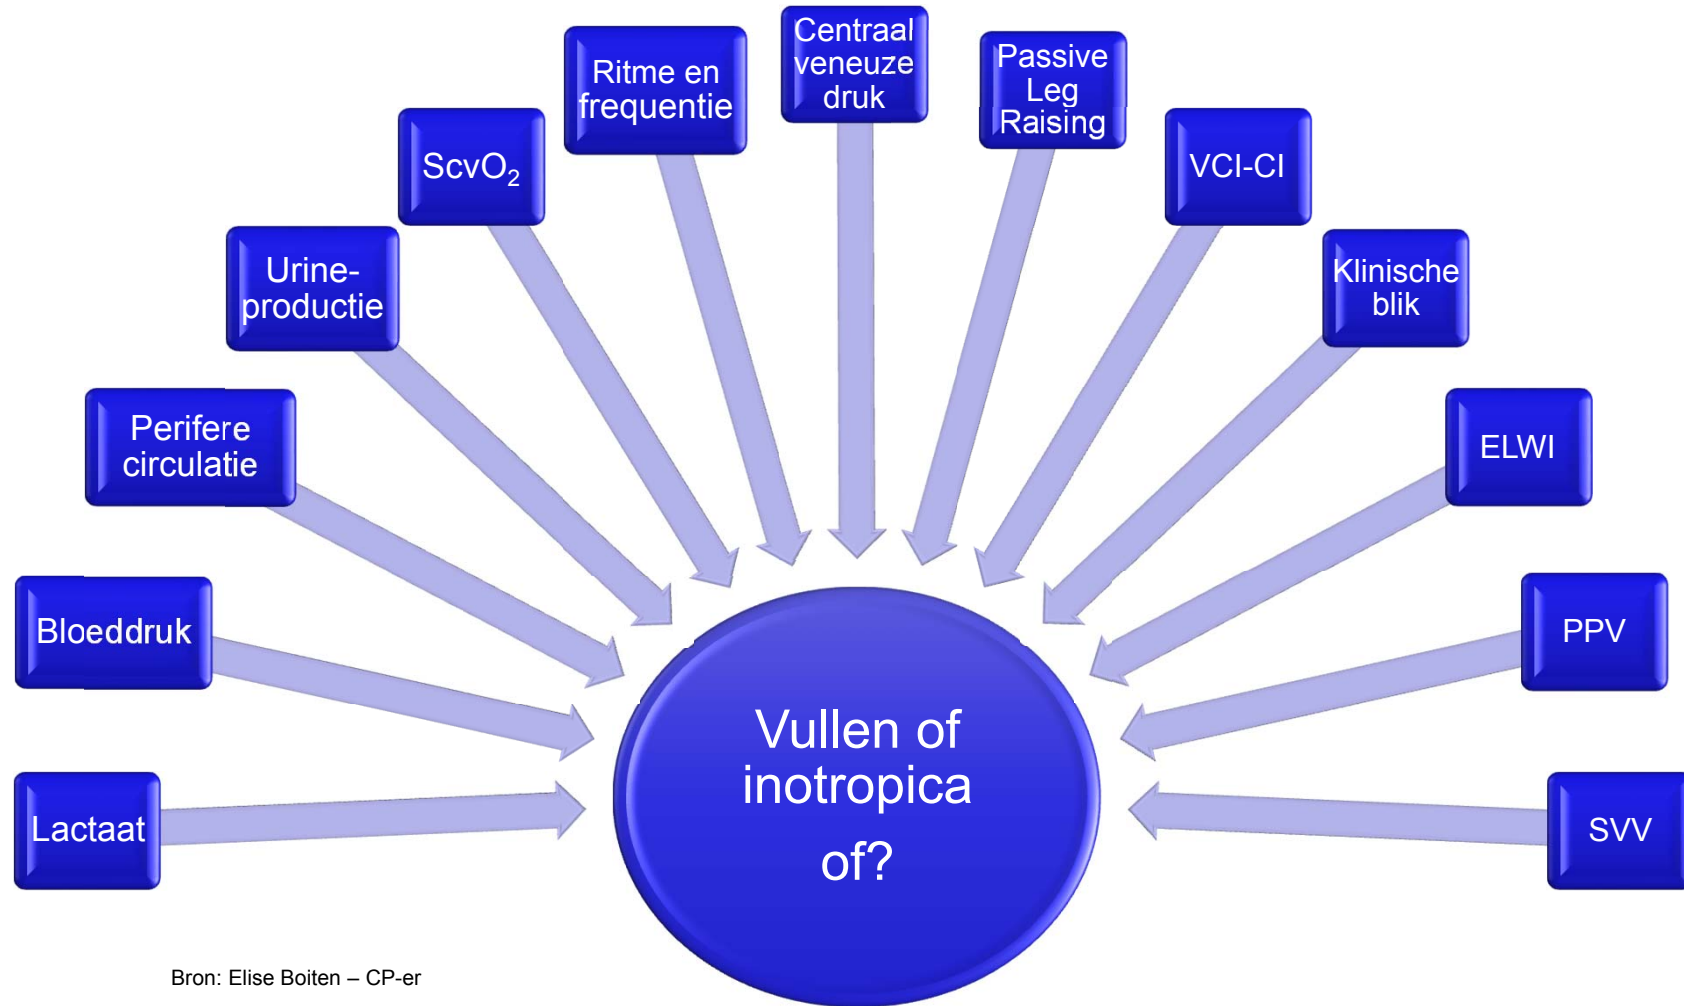 Centraal
veneuze
druk
Ritme en
frequentie
Passive
Leg
Raising
ScvO₂
VCI-CI
Urine-
productie
Klinische
blik
Perifere
circulatie
ELWI
Bloeddruk
PPV
Lactaat
SVV
Vullen of
inotropica
of?
Bron: Elise Boiten – CP-er